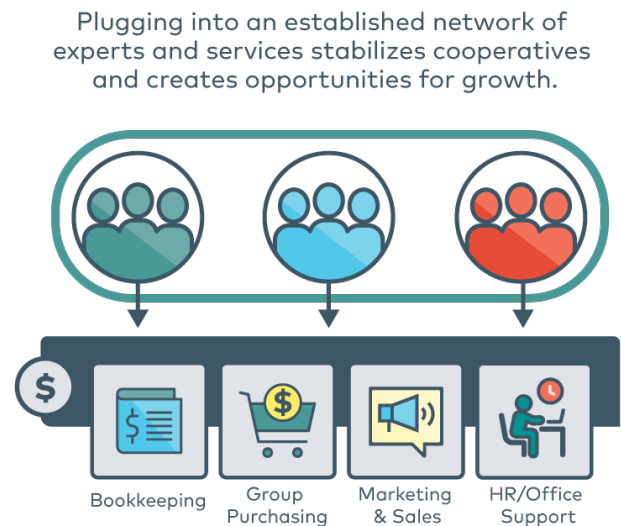 Plugging into an established network of
experts and services stabilizes cooperatives
and creates opportunities for growth.
$
$
$
Bookkeeping
Group
Purchasing
Marketing
& Sales
HR/Office
Support